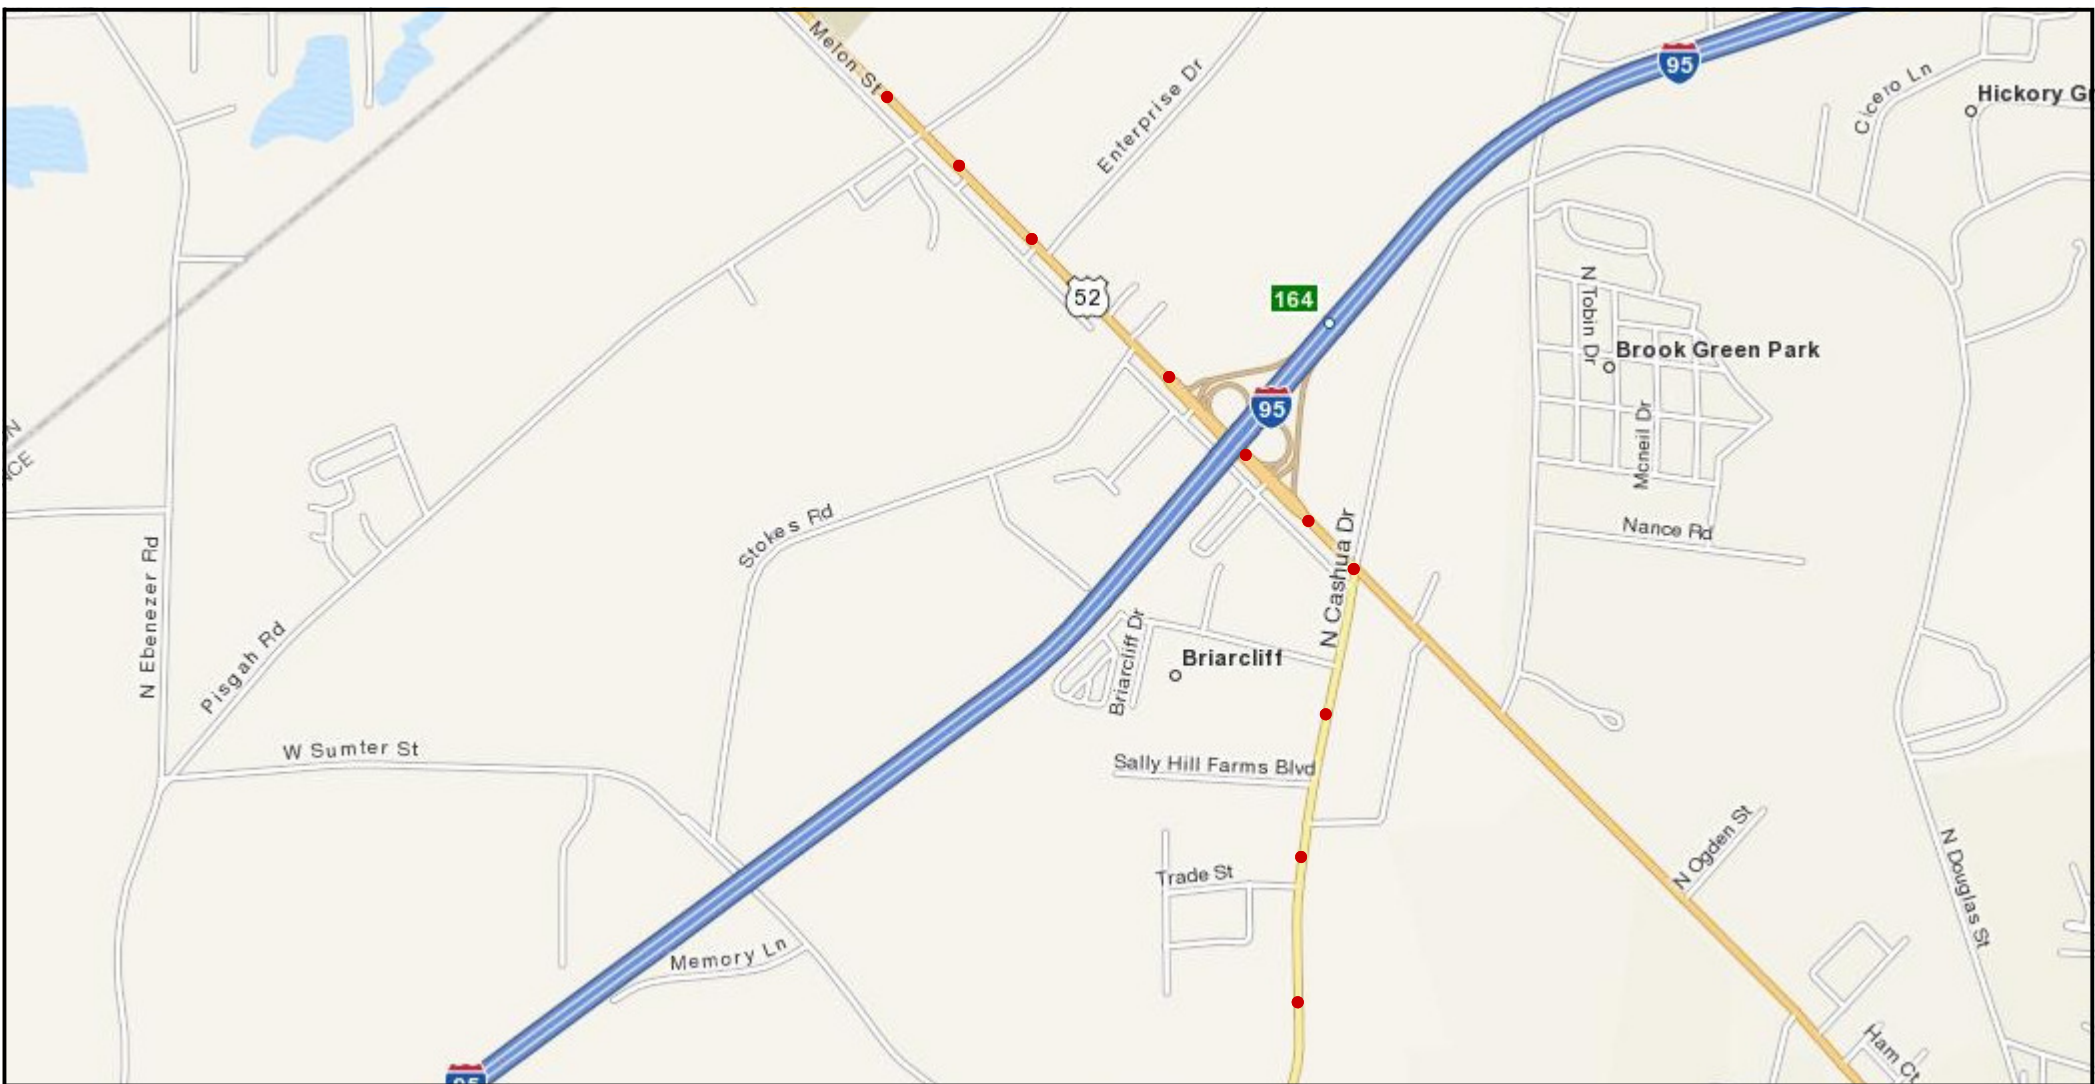 Melon St
95
Cicero Ln
Hickory Gr
Enterprise Dr
52
164
N Tobin Dr
Brook Green Park
95
Mcneil Dr
Nance Rd
Stokes Rd
N Cashua Dr
N Ebenezer Rd
Pisgah Rd
Briarcliff Dr
Briarcliff
W Sumter St
Sally Hill Farms Blvd
N Ogden St
Trade St
N Douglas St
Memory Ln
Ham Ct
95